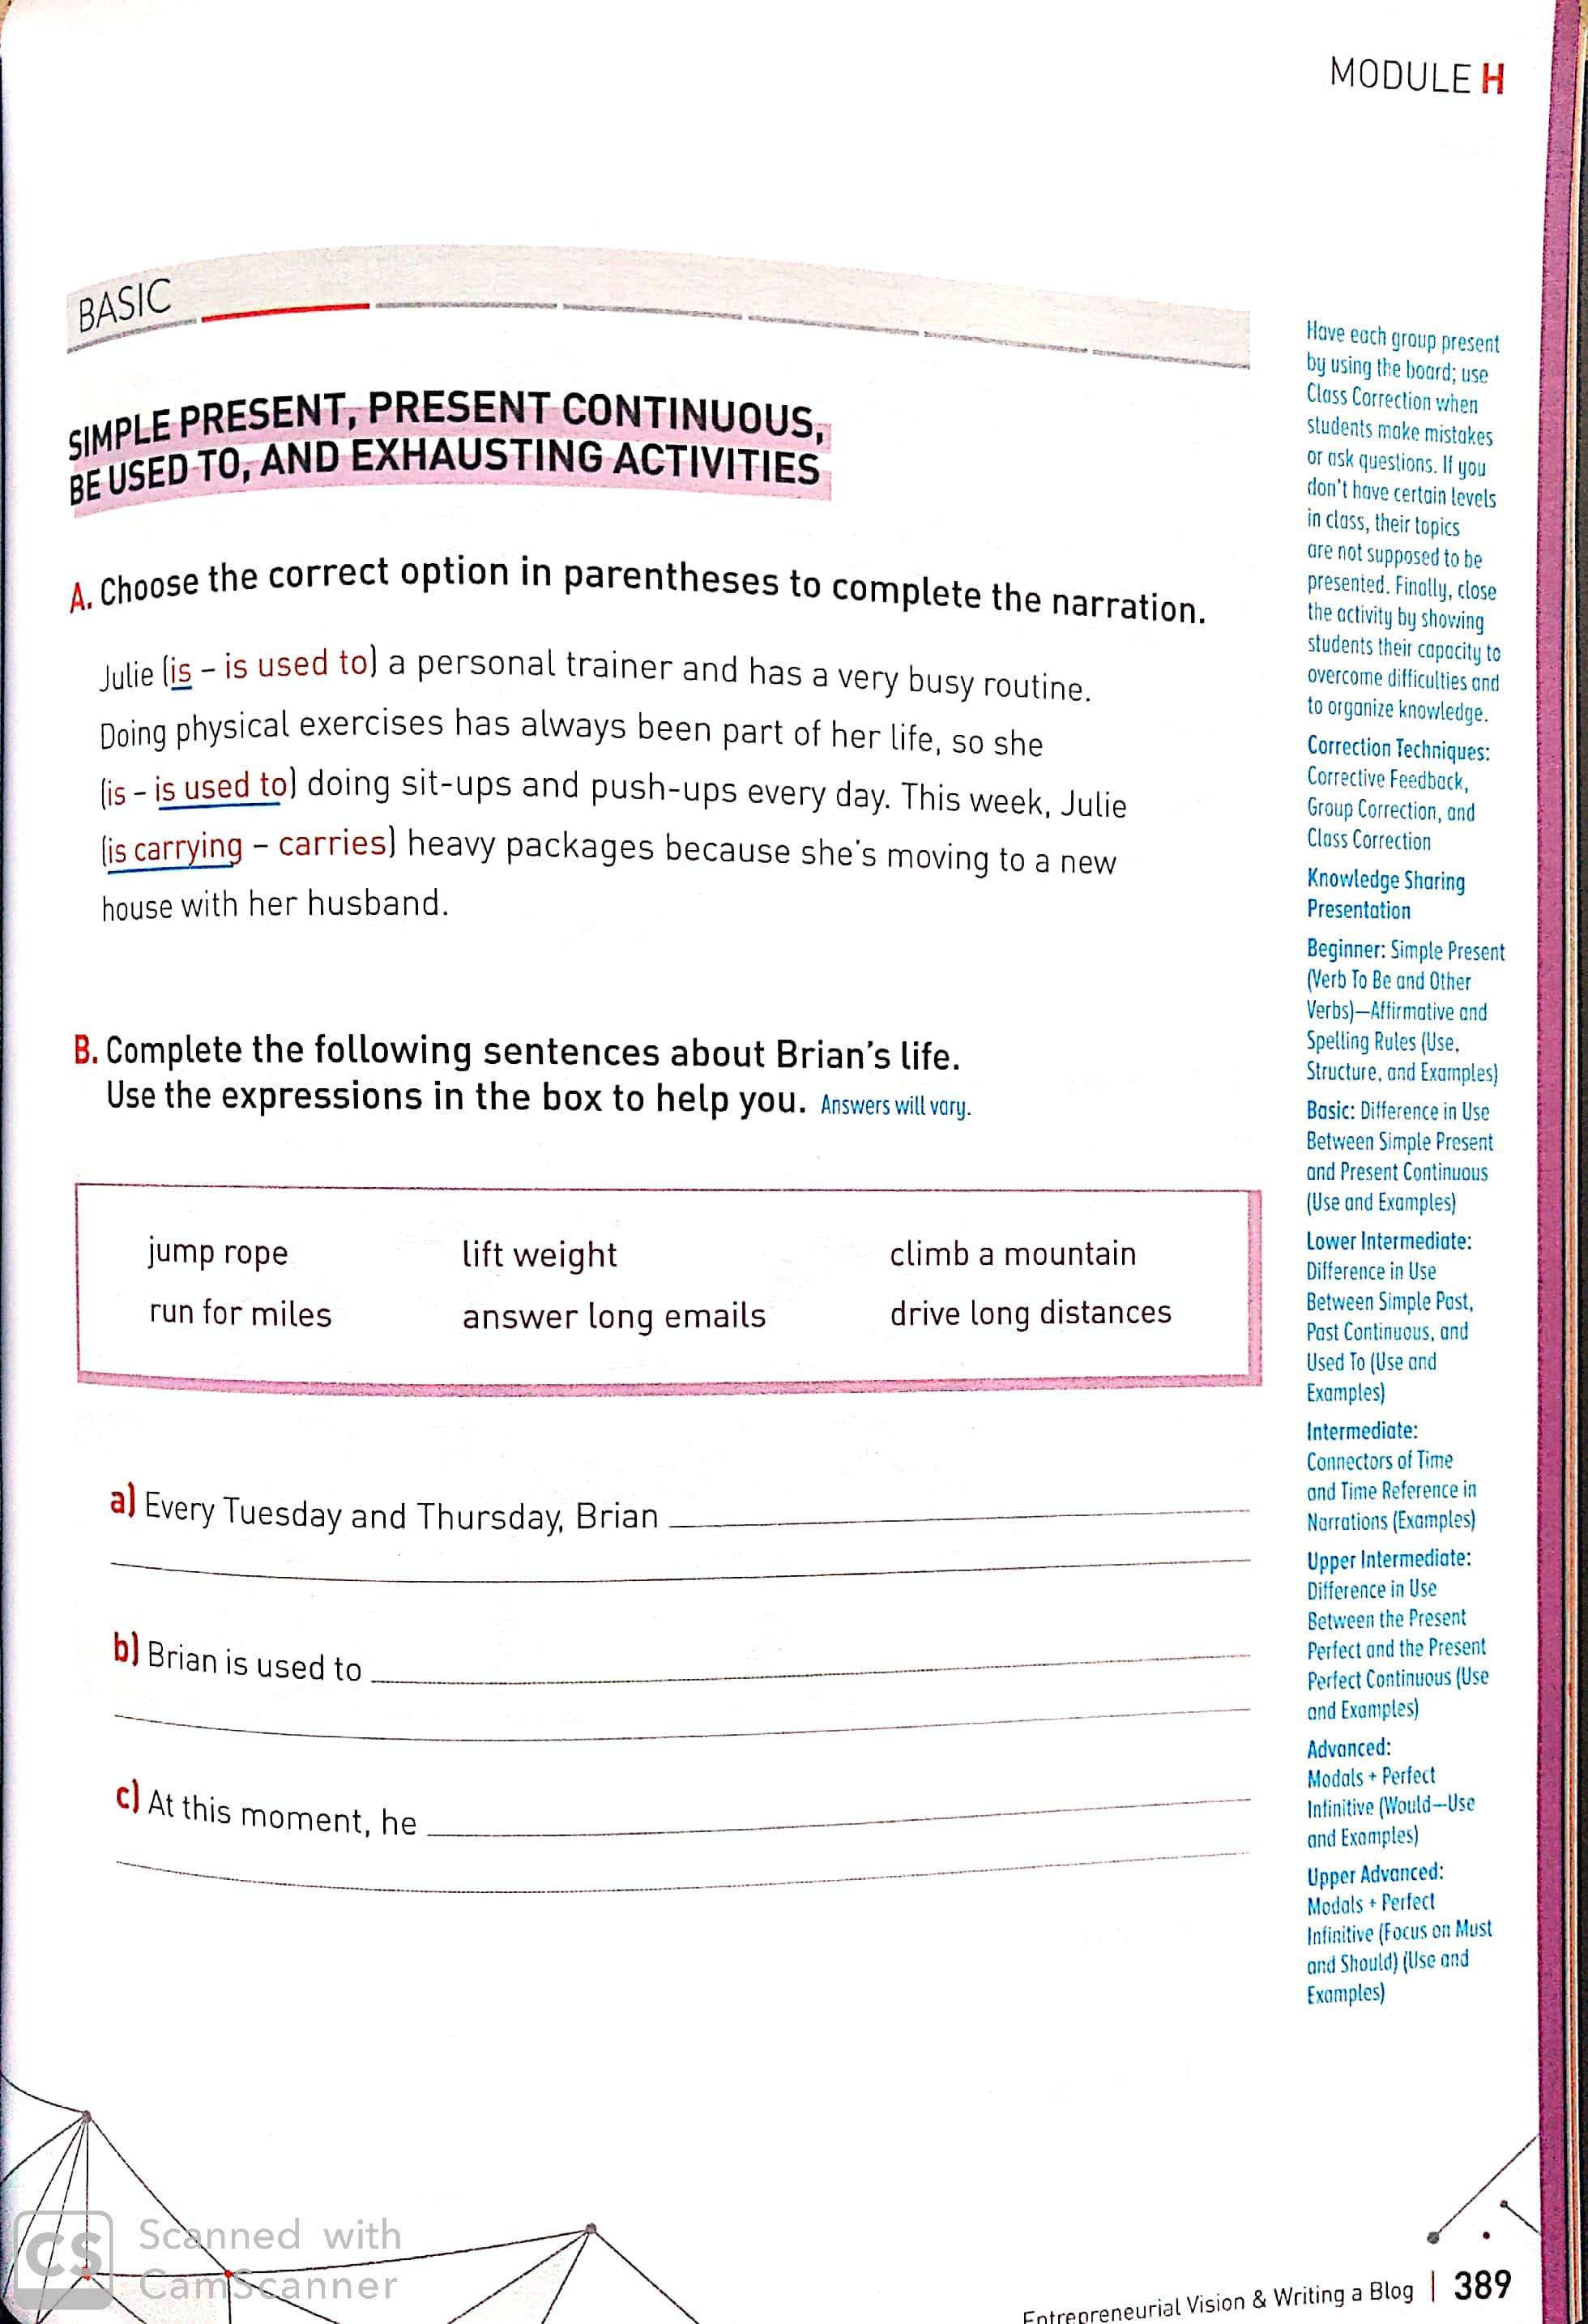 MODULE H
BASIC
SIMPLE PRESENT, PRESENT CONTINUOUS,
BE USED TO, AND EXHAUSTING ACTIVITIES
A. Choose the correct option in parentheses to complete the narration.
Julie (is – is used to) a personal trainer and has a very busy routine.
Doing physical exercises has always been part of her life, so she
(is – is used to) doing sit-ups and push-ups every day. This week, Julie
(is carrying – carries) heavy packages because she's moving to a new
house with her husband.
B. Complete the following sentences about Brian's life.
Use the expressions in the box to help you. Answers will vary.
jump rope lift weight climb a mountain
run for miles answer long emails drive long distances
a) Every Tuesday and Thursday, Brian
b) Brian is used to
c) At this moment, he
Have each group present
by using the board; use
Class Correction when
students make mistakes
or ask questions. If you
don't have certain levels
in class, their topics
are not supposed to be
presented. Finally, close
the activity by showing
students their capacity to
overcome difficulties and
to organize knowledge.
Correction Techniques:
Corrective Feedback,
Group Correction, and
Class Correction
Knowledge Sharing
Presentation
Beginner: Simple Present
(Verb To Be and Other
Verbs)—Affirmative and
Spelling Rules (Use,
Structure, and Examples)
Basic: Difference in Use
Between Simple Present
and Present Continuous
(Use and Examples)
Lower Intermediate:
Difference in Use
Between Simple Past,
Past Continuous, and
Used To (Use and
Examples)
Intermediate:
Connectors of Time
and Time Reference in
Narrations (Examples)
Upper Intermediate:
Difference in Use
Between the Present
Perfect and the Present
Perfect Continuous (Use
and Examples)
Advanced:
Modals + Perfect
Infinitive (Would—Use
and Examples)
Upper Advanced:
Modals + Perfect
Infinitive (Focus on Must
and Should) (Use and
Examples)
CS Scanned with
CamScanner
Entrepreneurial Vision & Writing a Blog | 389